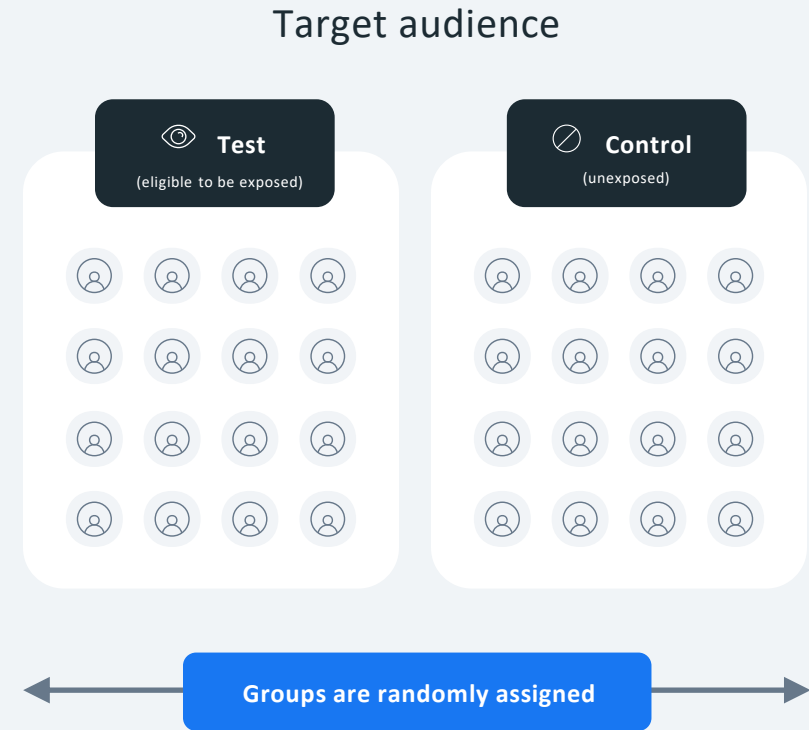 Target audience
Test
(eligible to be exposed)
Control
(unexposed)
Groups are randomly assigned